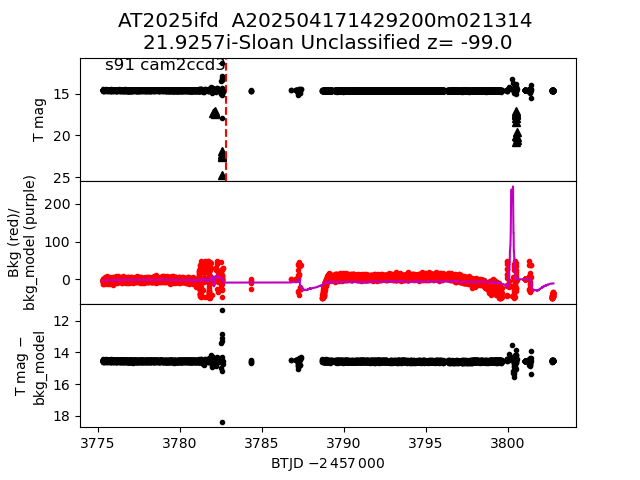 AT2025ifd  A202504171429200m021314
21.9257i-Sloan Unclassified z= -99.0
s91 cam2ccd3
T mag
15
20
25
Bkg (red)/
bkg_model (purple)
200
100
0
T mag −
bkg_model
12
14
16
18
3775
3780
3785
3790
3795
3800
BTJD −2 457 000